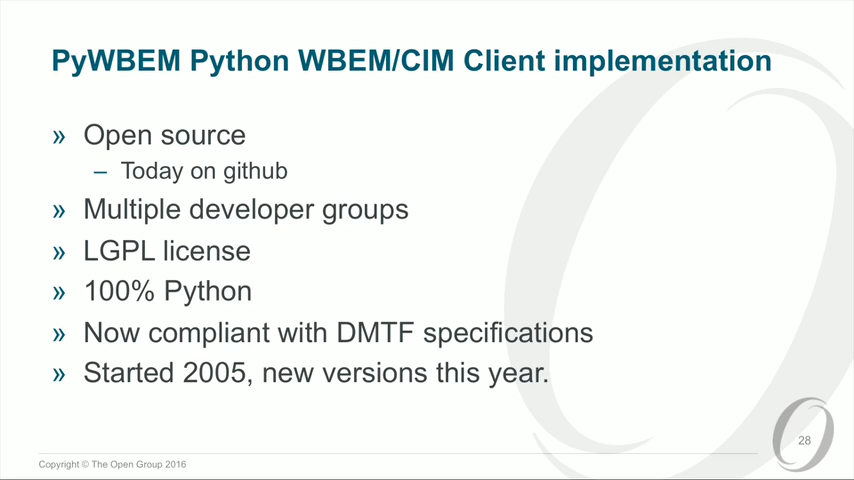 PyWBEM Python WBEM/CIM Client implementation
» Open source
– Today on github
» Multiple developer groups
» LGPL license
» 100% Python
» Now compliant with DMTF specifications
» Started 2005, new versions this year.
28
Copyright © The Open Group 2016